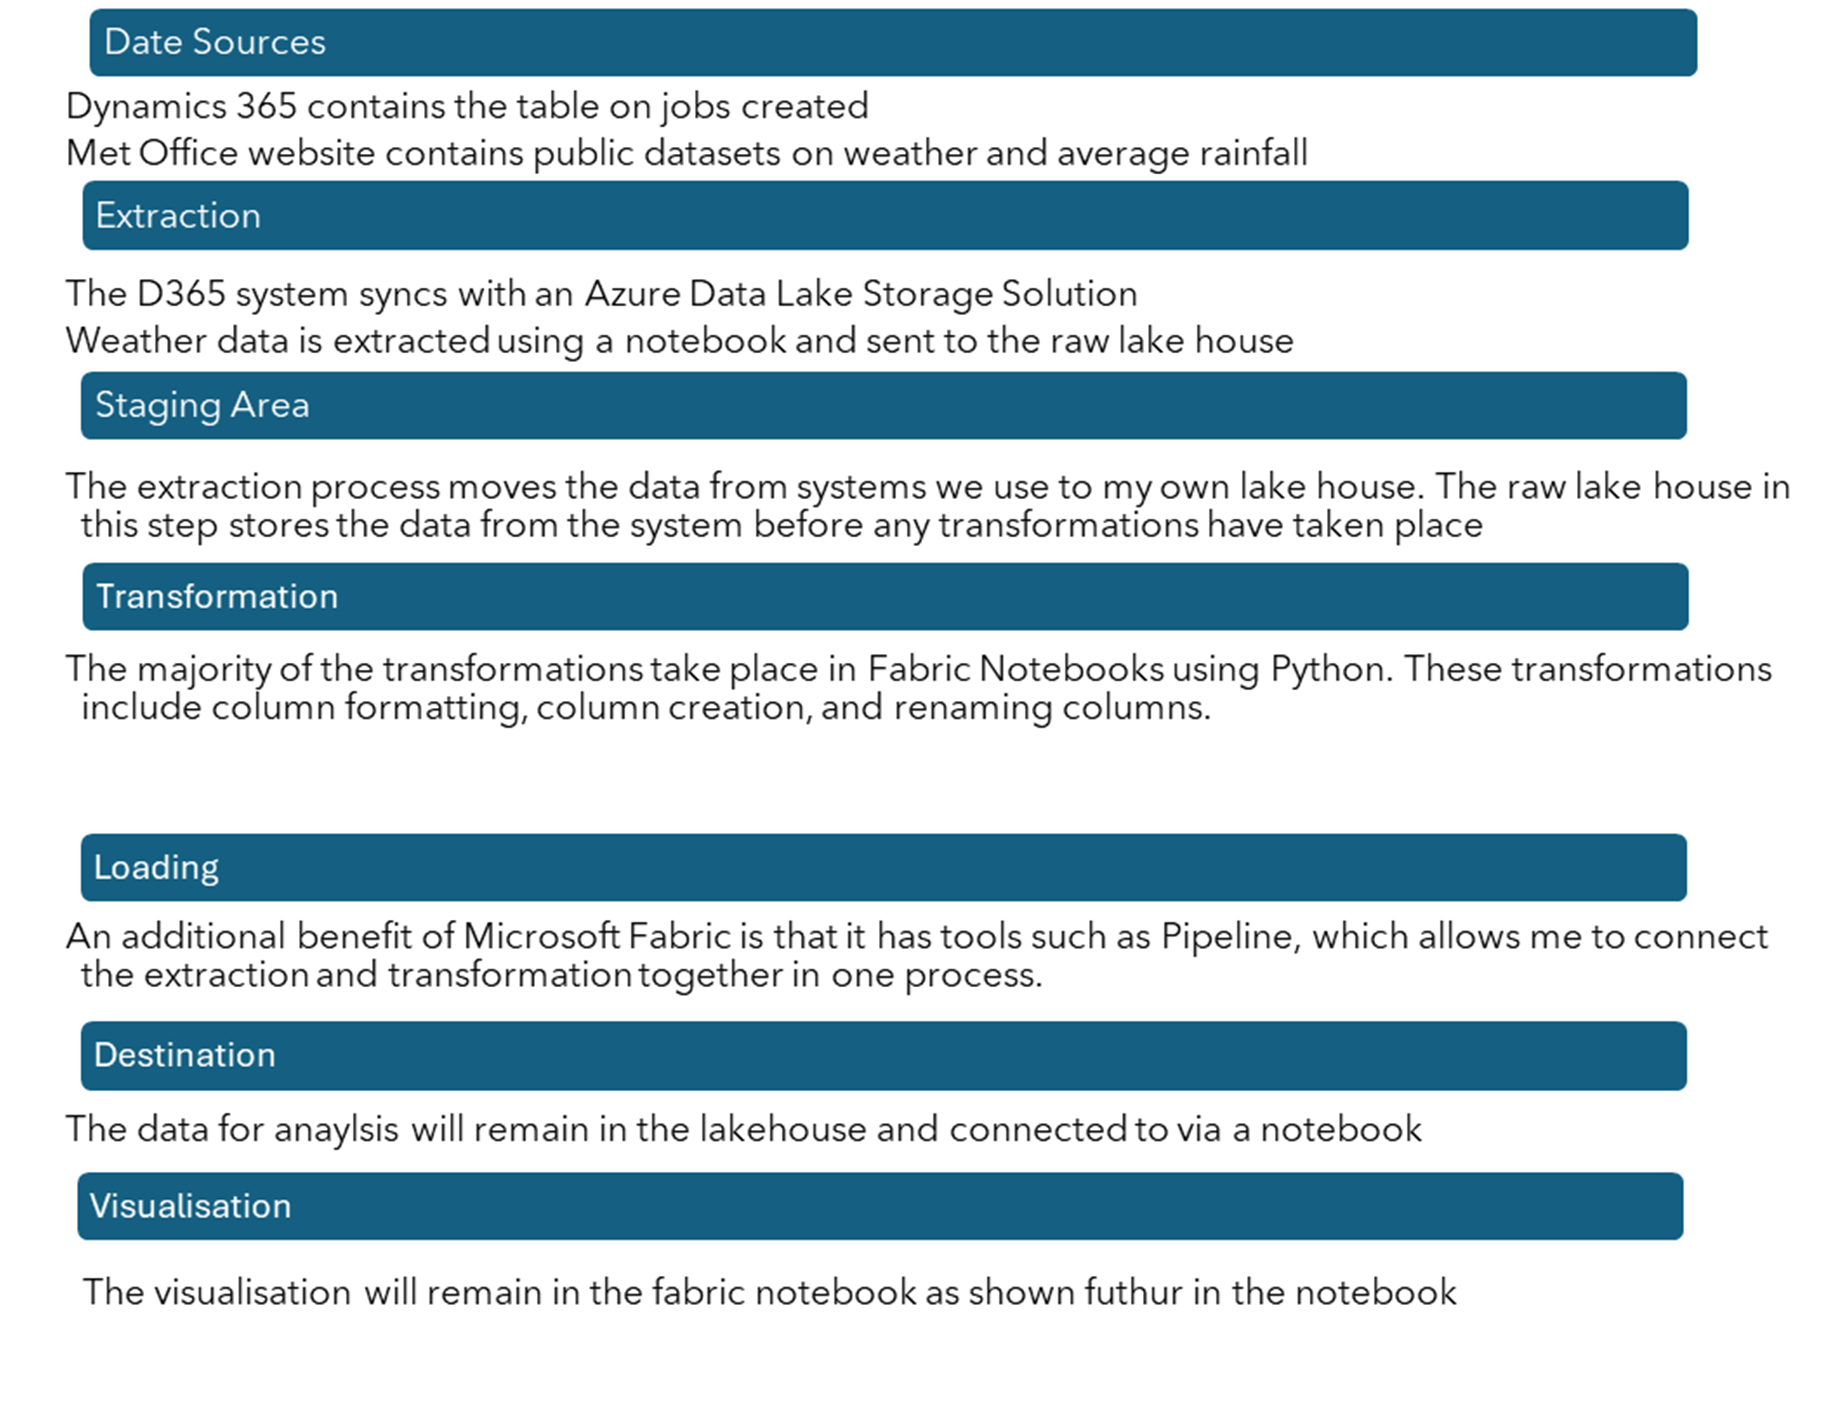 Date Sources
Dynamics 365 contains the table on jobs created
Met Office website contains public datasets on weather and average rainfall
Extraction
The D365 system syncs with an Azure Data Lake Storage Solution
Weather data is extracted using a notebook and sent to the raw lake house
Staging Area
The extraction process moves the data from systems we use to my own lake house. The raw lake house in
this step stores the data from the system before any transformations have taken place
Transformation
The majority of the transformations take place in Fabric Notebooks using Python. These transformations
include column formatting, column creation, and renaming columns.
Loading
An additional benefit of Microsoft Fabric is that it has tools such as Pipeline, which allows me to connect
the extraction and transformation together in one process.
Destination
The data for anaylsis will remain in the lakehouse and connected to via a notebook
Visualisation
The visualisation will remain in the fabric notebook as shown futhur in the notebook